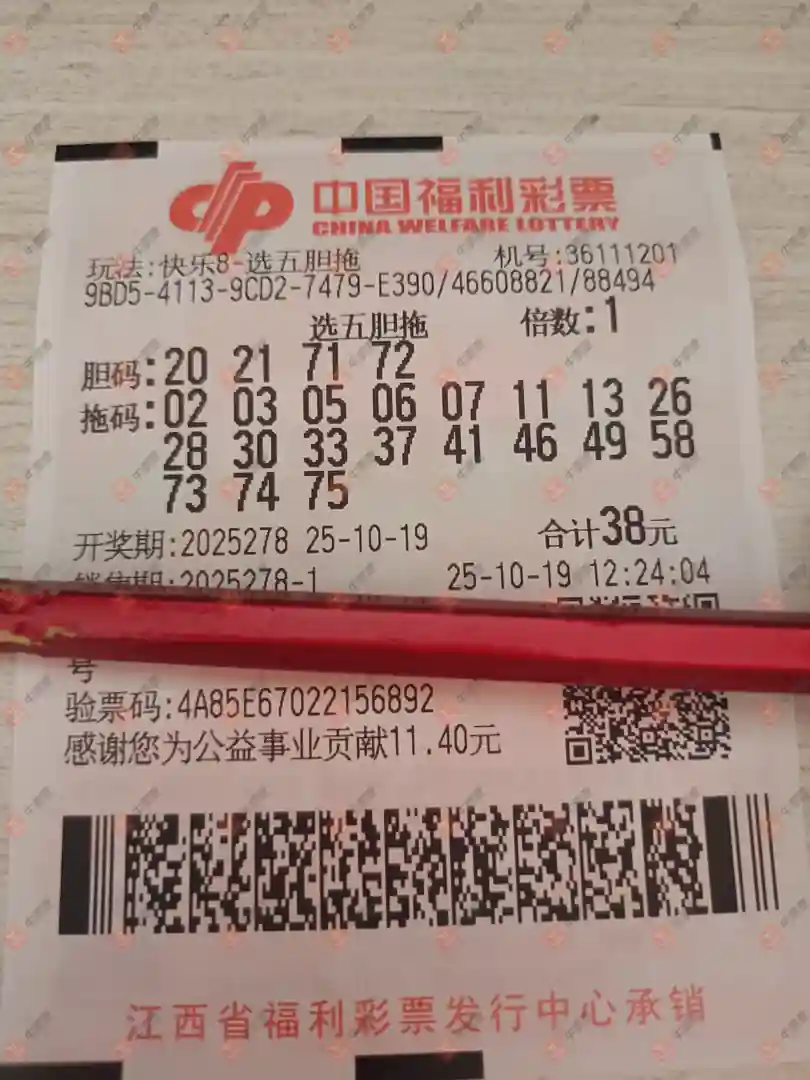 中国福利彩票
CHINA WELFARE LOTTERY
玩法:快乐8-选五胆拖 机号:36111201
9BD5-4113-9CD2-7479-E390/46608821/88494
选五胆拖 倍数:1
胆码:20 21 71 72
拖码:02 03 05 06 07 11 13 26
28 30 33 37 41 46 49 58
73 74 75
开奖期:2025278 25-10-19 合计38元
销售期:2025278-1 25-10-19 12:24:04
号
验票码:4A85E67022156892
感谢您为公益事业贡献11.40元
江西省福利彩票发行中心承销